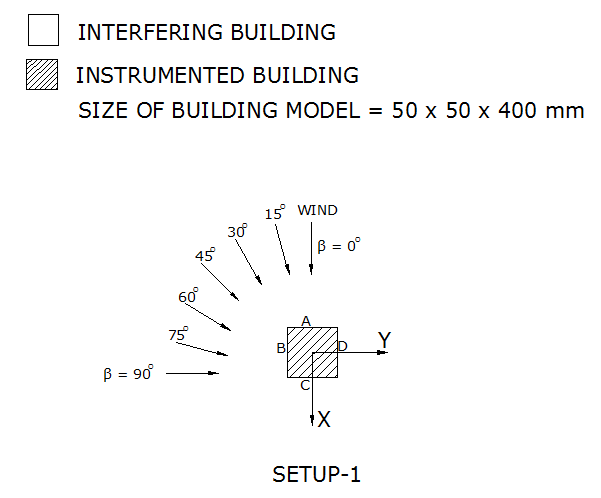 INTERFERING BUILDING
INSTRUMENTED BUILDING
SIZE OF BUILDING MODEL = 50 x 50 x 400 mm
15° WIND
30°
β = 0°
45°
60°
75°
β = 90°
A
B
D
Y
C
X
SETUP-1